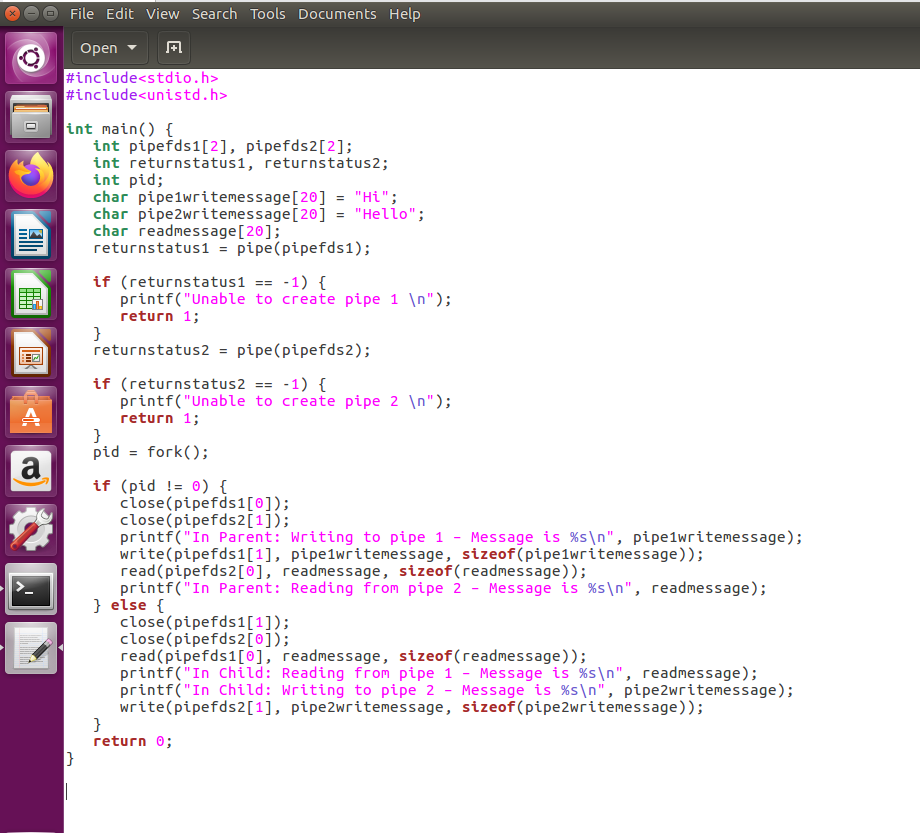 File Edit View Search Tools Documents Help
Open
#include<stdio.h>
#include<unistd.h>

int main() {
   int pipefds1[2], pipefds2[2];
   int returnstatus1, returnstatus2;
   int pid;
   char pipe1writemessage[20] = "Hi";
   char pipe2writemessage[20] = "Hello";
   char readmessage[20];
   returnstatus1 = pipe(pipefds1);

   if (returnstatus1 == -1) {
      printf("Unable to create pipe 1 \n");
      return 1;
   }
   returnstatus2 = pipe(pipefds2);

   if (returnstatus2 == -1) {
      printf("Unable to create pipe 2 \n");
      return 1;
   }
   pid = fork();

   if (pid != 0) {
      close(pipefds1[0]);
      close(pipefds2[1]);
      printf("In Parent: Writing to pipe 1 – Message is %s\n", pipe1writemessage);
      write(pipefds1[1], pipe1writemessage, sizeof(pipe1writemessage));
      read(pipefds2[0], readmessage, sizeof(readmessage));
      printf("In Parent: Reading from pipe 2 – Message is %s\n", readmessage);
   } else {
      close(pipefds1[1]);
      close(pipefds2[0]);
      read(pipefds1[0], readmessage, sizeof(readmessage));
      printf("In Child: Reading from pipe 1 – Message is %s\n", readmessage);
      printf("In Child: Writing to pipe 2 – Message is %s\n", pipe2writemessage);
      write(pipefds2[1], pipe2writemessage, sizeof(pipe2writemessage));
   }
   return 0;
}